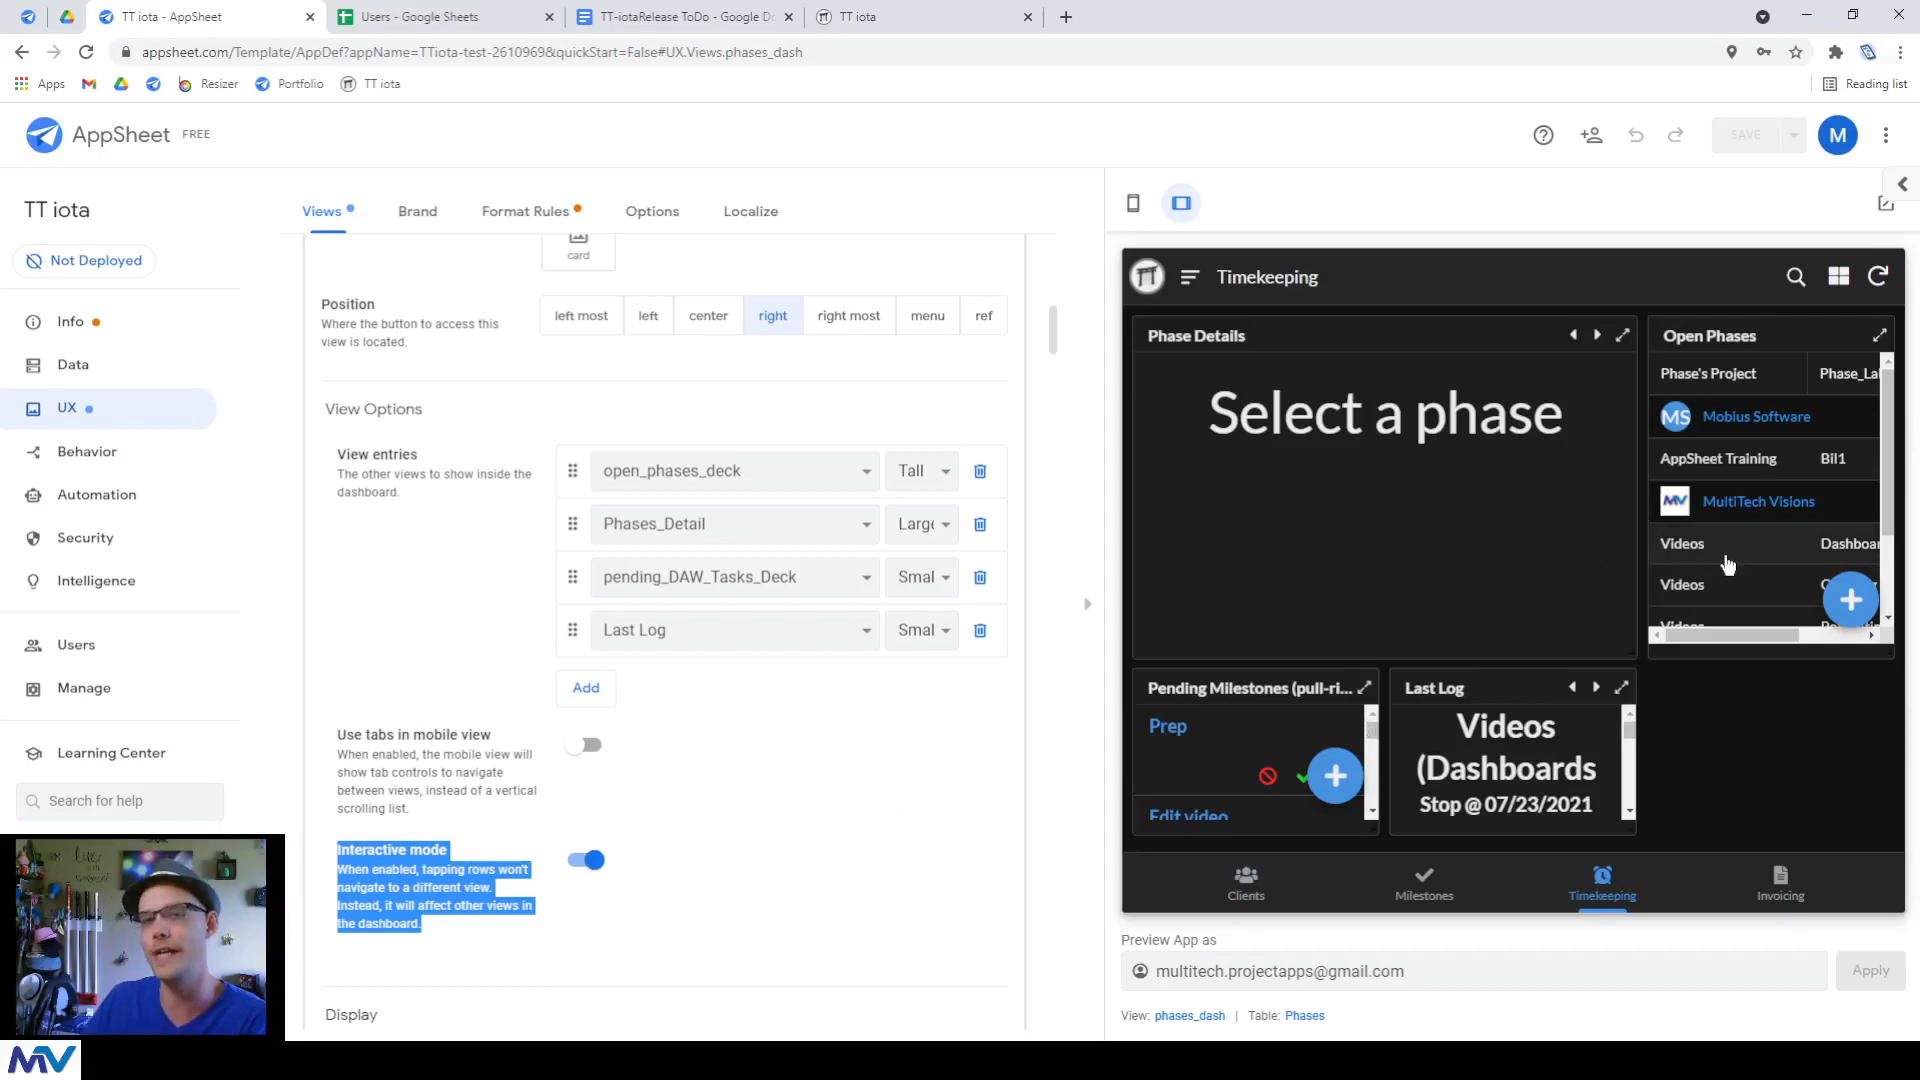 TT iota - AppSheet
Users - Google Sheets
TT-iotaRelease ToDo - Google Do
TT iota
appsheet.com/Template/AppDef?appName=TTiota-test-2610969&quickStart=False#UX.Views.phases_dash
Apps
Resizer
Portfolio
TT iota
Reading list
AppSheet FREE
SAVE
M
TT iota
Not Deployed
Info
Data
UX
Behavior
Automation
Security
Intelligence
Users
Manage
Learning Center
Search for help
Views
Brand
Format Rules
Options
Localize
card
Position
Where the button to access this
view is located.
left most
left
center
right
right most
menu
ref
View Options
View entries
The other views to show inside the
dashboard.
open_phases_deck
Tall
Phases_Detail
Large
pending_DAW_Tasks_Deck
Smal
Last Log
Smal
Add
Use tabs in mobile view
When enabled, the mobile view will
show tab controls to navigate
between views, instead of a vertical
scrolling list.
Interactive mode
When enabled, tapping rows won't
navigate to a different view.
Instead, it will affect other views in
the dashboard.
Display
Timekeeping
Phase Details
Select a phase
Open Phases
Phase's Project
Phase_La
MS Mobius Software
AppSheet Training
Bil1
MV MultiTech Visions
Videos
Dashboar
Videos
Videos
Pending Milestones (pull-ri...
Prep
Edit video
Last Log
Videos
(Dashboards
Stop @ 07/23/2021
Clients
Milestones
Timekeeping
Invoicing
Preview App as
multitech.projectapps@gmail.com
Apply
View: phases_dash | Table: Phases
MV